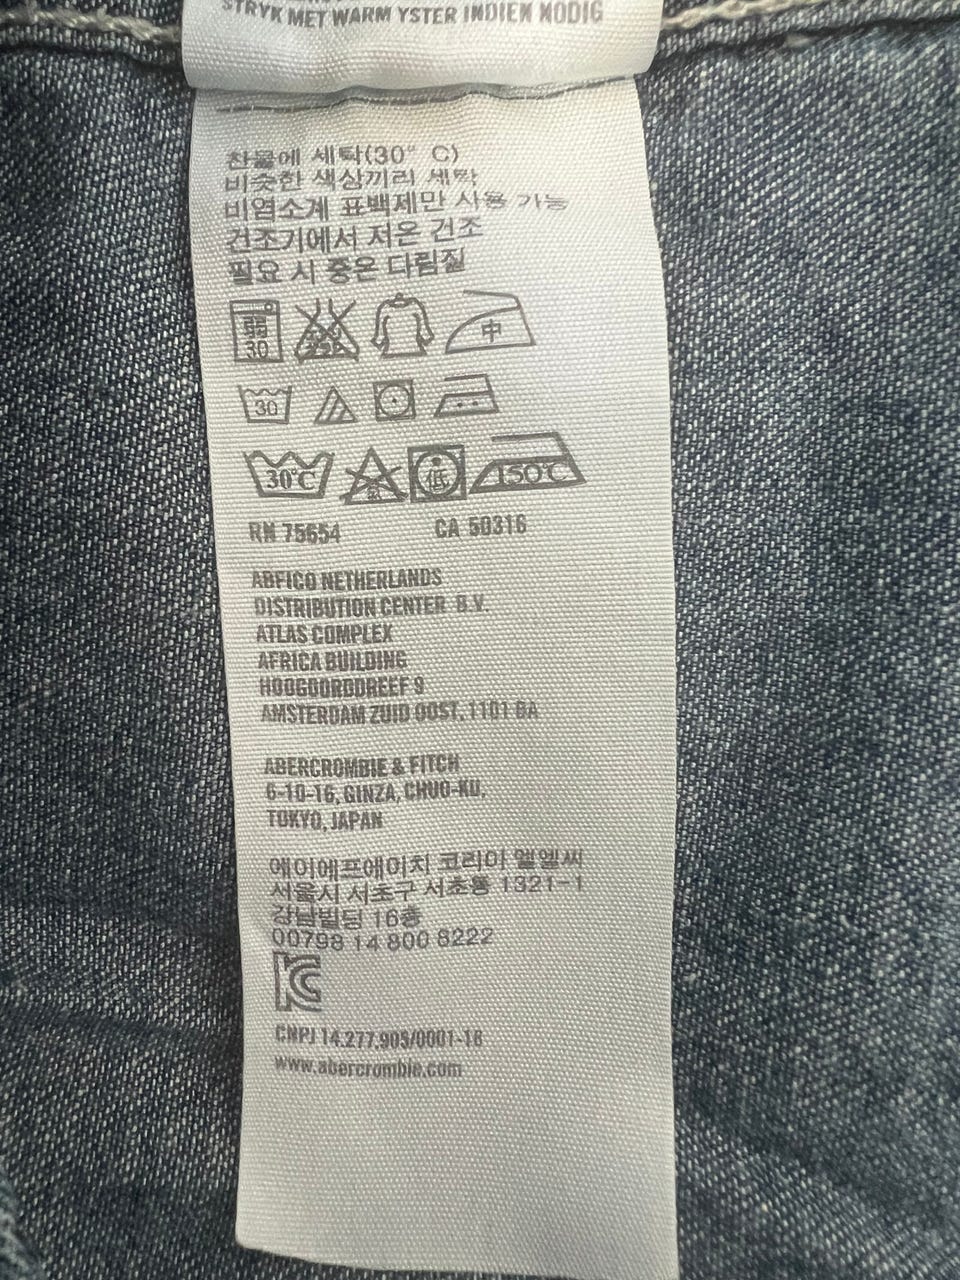 STRYK MET WARM YSTER INDIEN NODIG
찬물에 세탁(30° C)
비슷한 색상끼리 세탁
비염소계 표백제만 사용 가능
건조기에서 저온 건조
필요 시 중온 다림질
弱 30 中
30
30°C 低 150°C
RN 75654 CA 50316
ABFICO NETHERLANDS
DISTRIBUTION CENTER B.V.
ATLAS COMPLEX
AFRICA BUILDING
HOOGOORDDREEF 9
AMSTERDAM ZUID OOST, 1101 BA
ABERCROMBIE & FITCH
6-10-16, GINZA, CHUO-KU,
TOKYO, JAPAN
에이에프에이치 코리아 엘엘씨
서울시 서초구 서초동 1321-1
강남빌딩 16층
00798 14 800 8222
CNPJ 14.277.905/0001-18
www.abercrombie.com